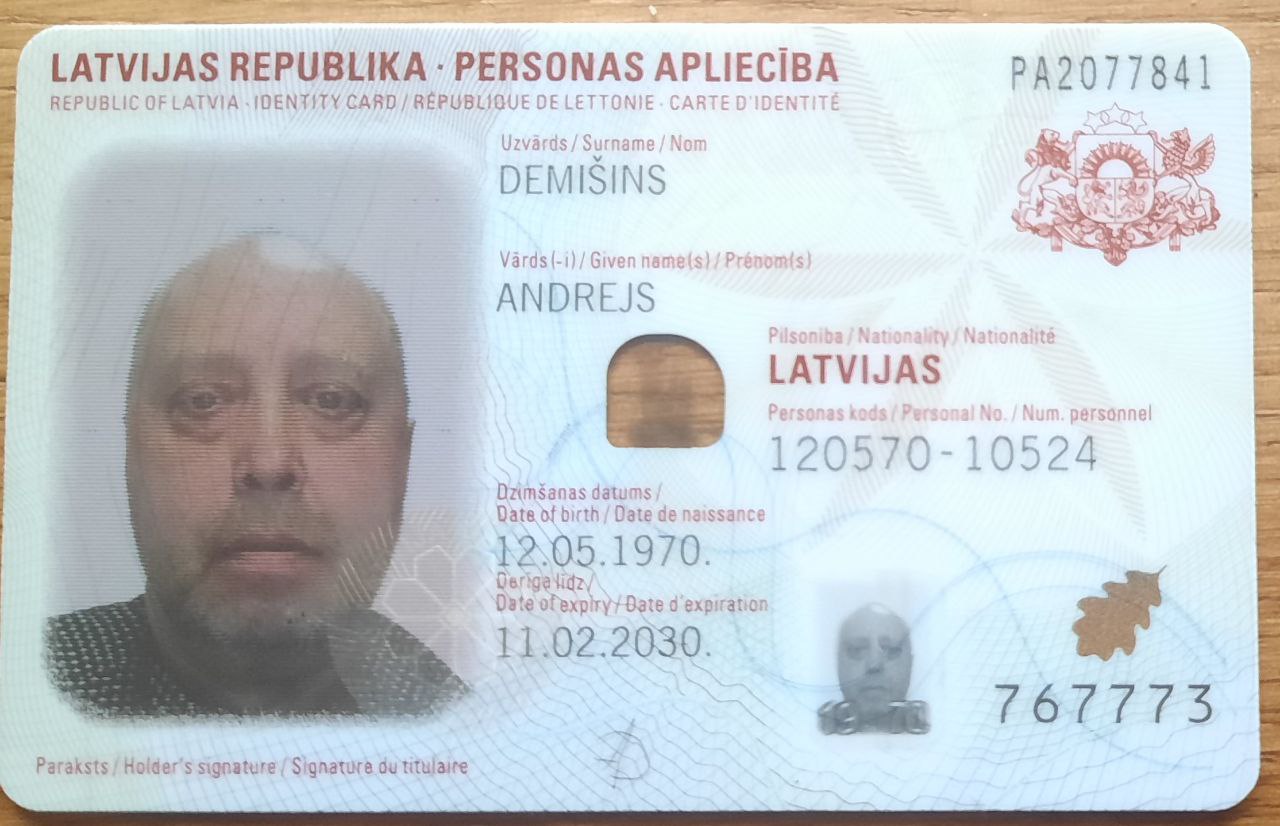 LATVIJAS REPUBLIKA · PERSONAS APLIECĪBA
REPUBLIC OF LATVIA · IDENTITY CARD / RÉPUBLIQUE DE LETTONIE · CARTE D'IDENTITÉ
PA2077841
Uzvārds / Surname / Nom
DEMIŠINS
Vārds (-i) / Given name(s) / Prénom(s)
ANDREJS
Pilsonība / Nationality / Nationalité
LATVIJAS
Personas kods / Personal No. / Num. personnel
120570-10524
Dzimšanas datums /
Date of birth / Date de naissance
12.05.1970.
Derīga līdz /
Date of expiry / Date d'expiration
11.02.2030.
1970
767773
Paraksts / Holder's signature / Signature du titulaire